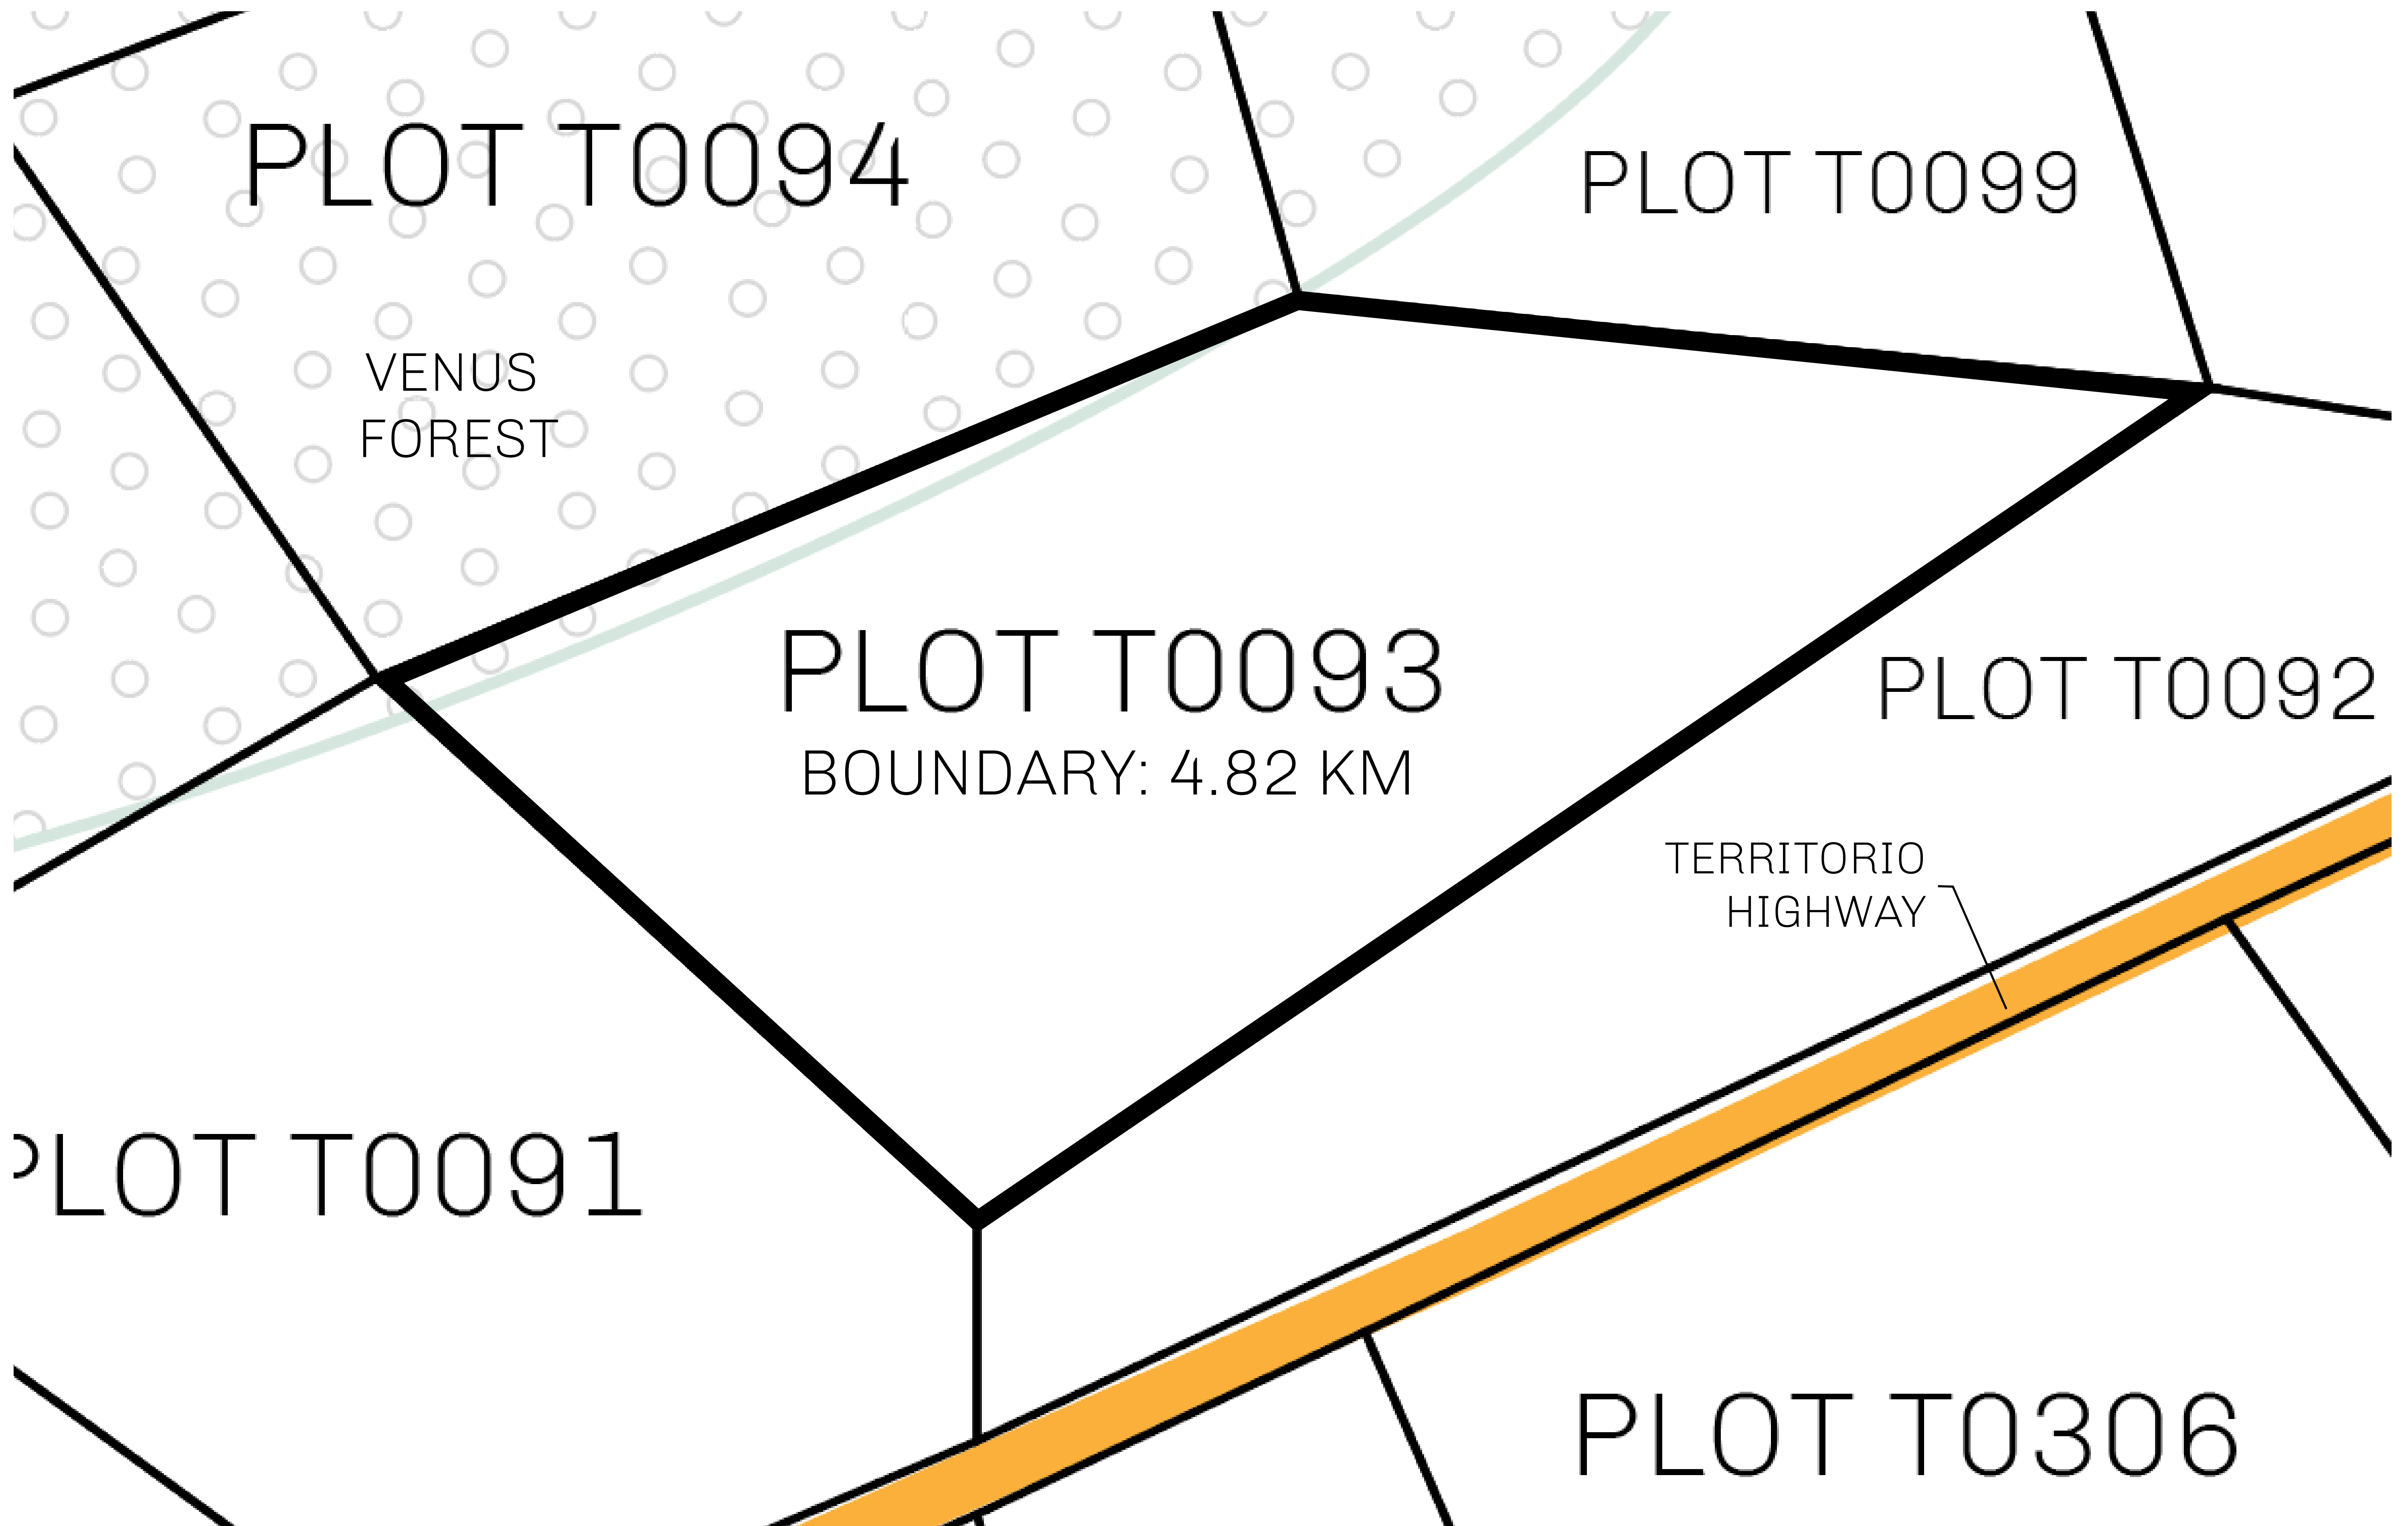 PLOT T0094
PLOT T0099
VENUS
FOREST
PLOT T0093
BOUNDARY: 4.82 KM
PLOT T0092
TERRITORIO
HIGHWAY
PLOT T0091
PLOT T0306